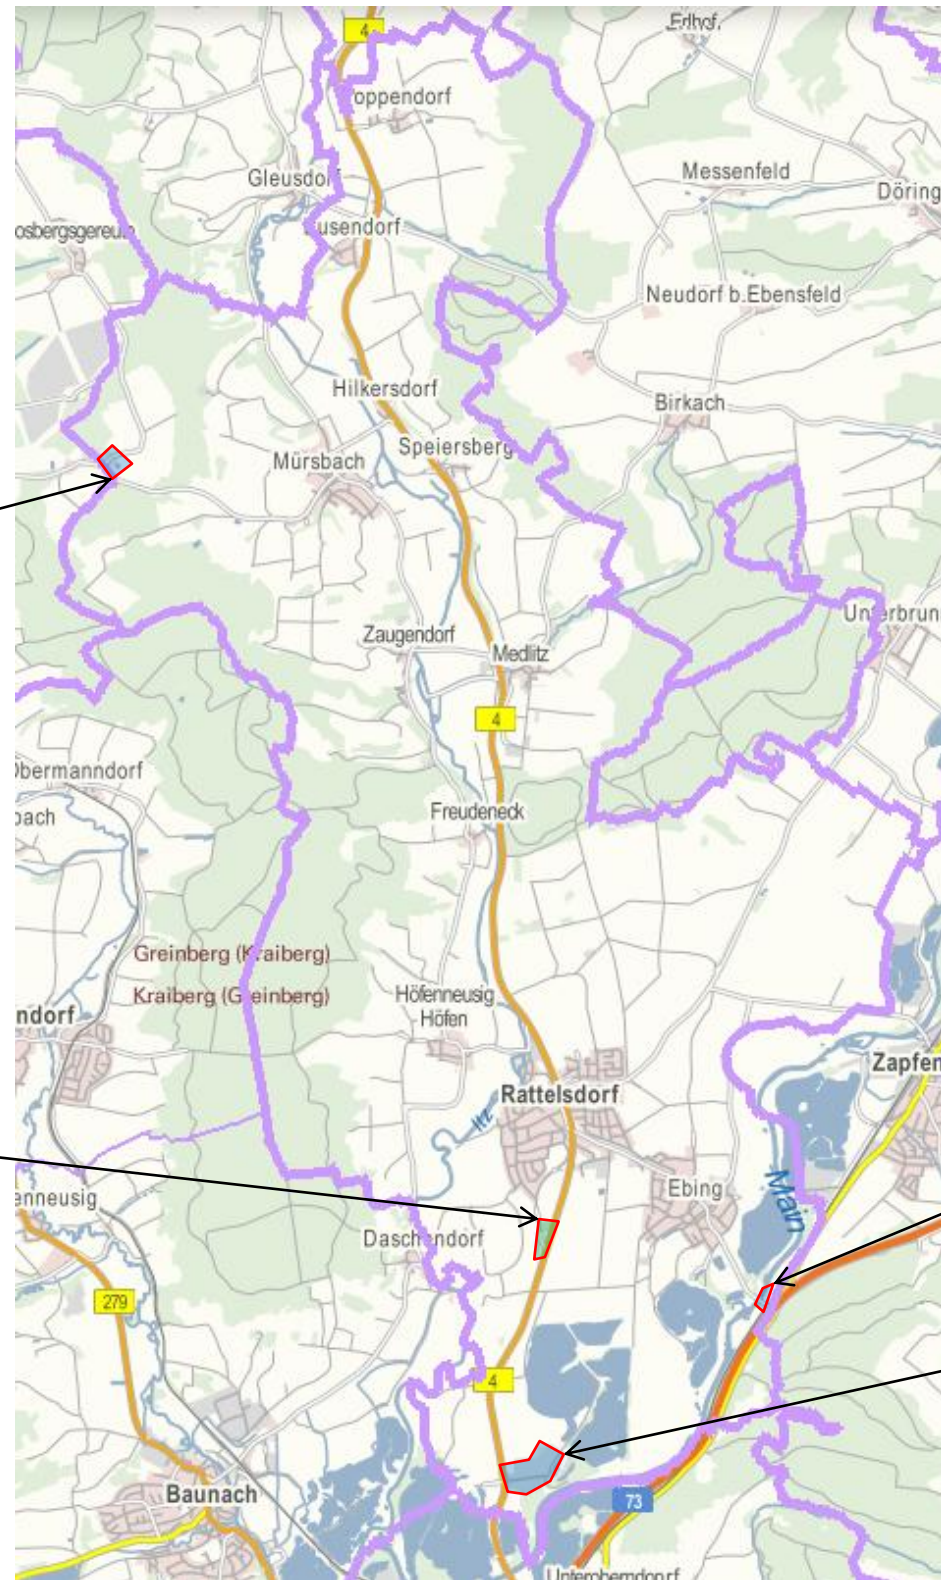 4
Erlhof.
oppendorf
Gleusdorf
Messenfeld
Döring
osbergsgereuth
usendorf
Neudorf b.Ebensfeld
Hilkersdorf
Birkach
Speiersberg
Mürsbach
Unterbrun
Zaugendorf
Medlitz
4
Obermanndorf
bach
Freudeneck
Greinberg (Kraiberg)
Kraiberg (Greinberg)
Höfenneusig
Höfen
ndorf
Zapfen
Rattelsdorf
Itz
Ebing
Main
enneusig
Daschendorf
279
4
Baunach
73
Unteroberndorf